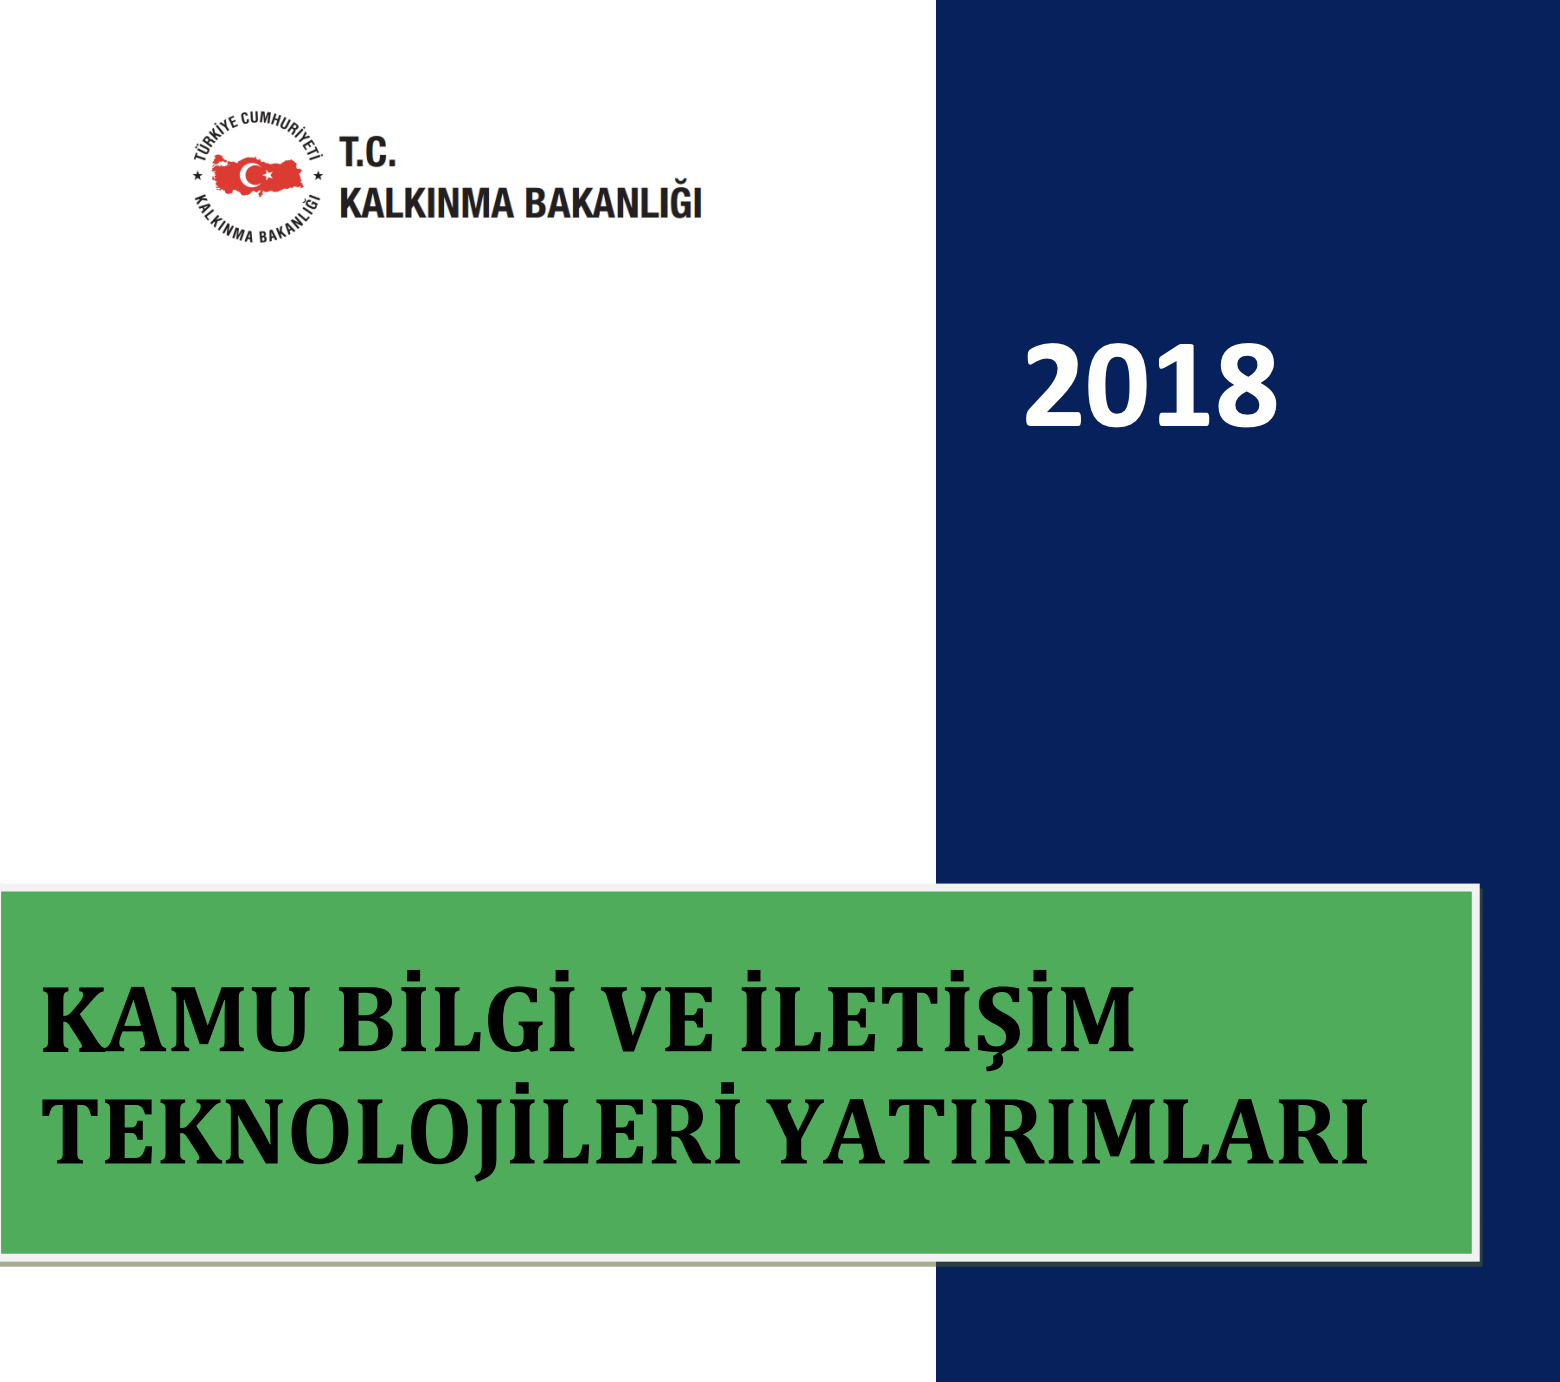 TÜRKİYE CUMHURİYETİ
KALKINMA BAKANLIĞI
T.C.
KALKINMA BAKANLIĞI
2018
KAMU BİLGİ VE İLETİŞİM
TEKNOLOJİLERİ YATIRIMLARI